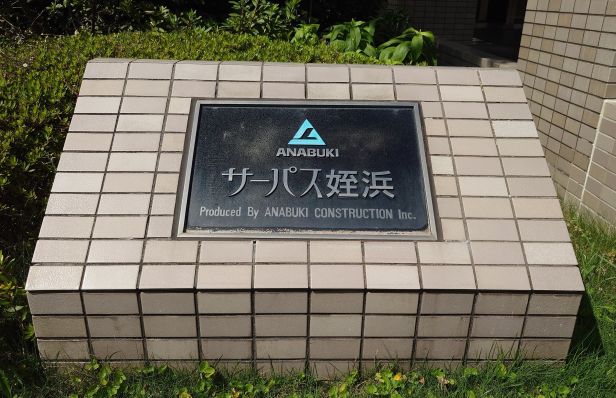 ANABUKI
サーパス姪浜
Produced By ANABUKI CONSTRUCTION Inc.